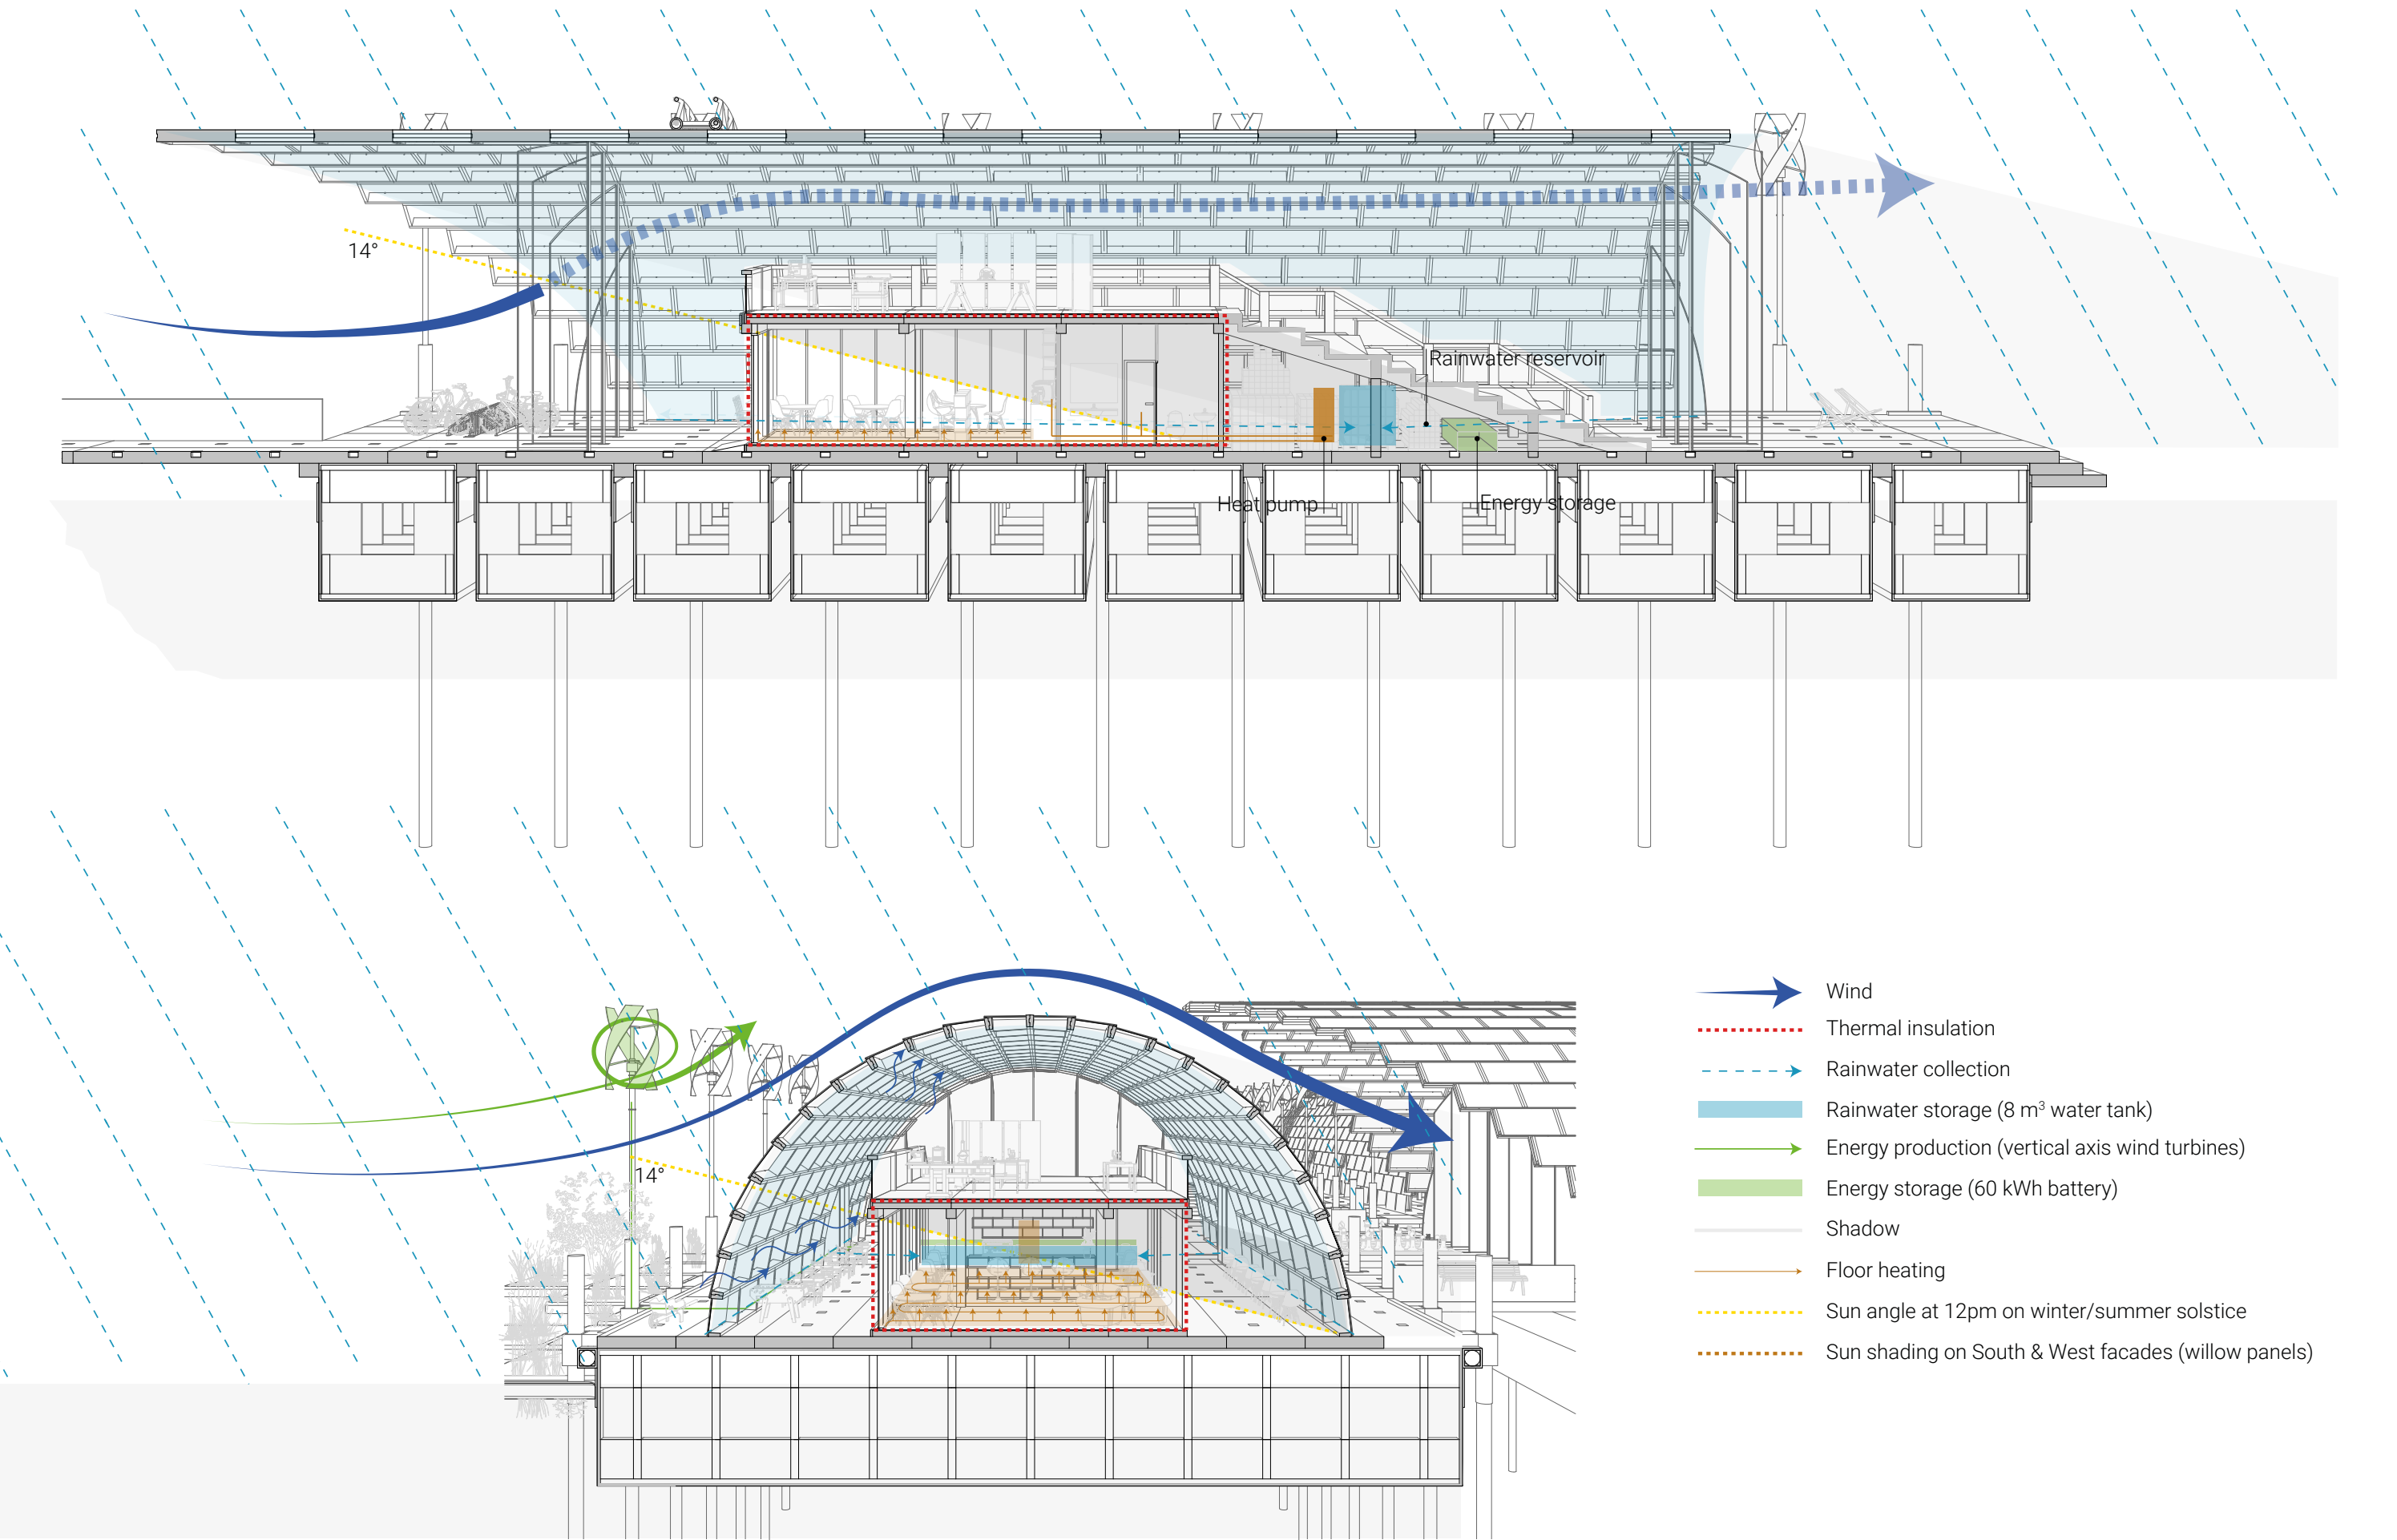 14°
Rainwater reservoir
Heat pump
Energy storage
14°
Wind
Thermal insulation
Rainwater collection
Rainwater storage (8 m³ water tank)
Energy production (vertical axis wind turbines)
Energy storage (60 kWh battery)
Shadow
Floor heating
Sun angle at 12pm on winter/summer solstice
Sun shading on South & West facades (willow panels)